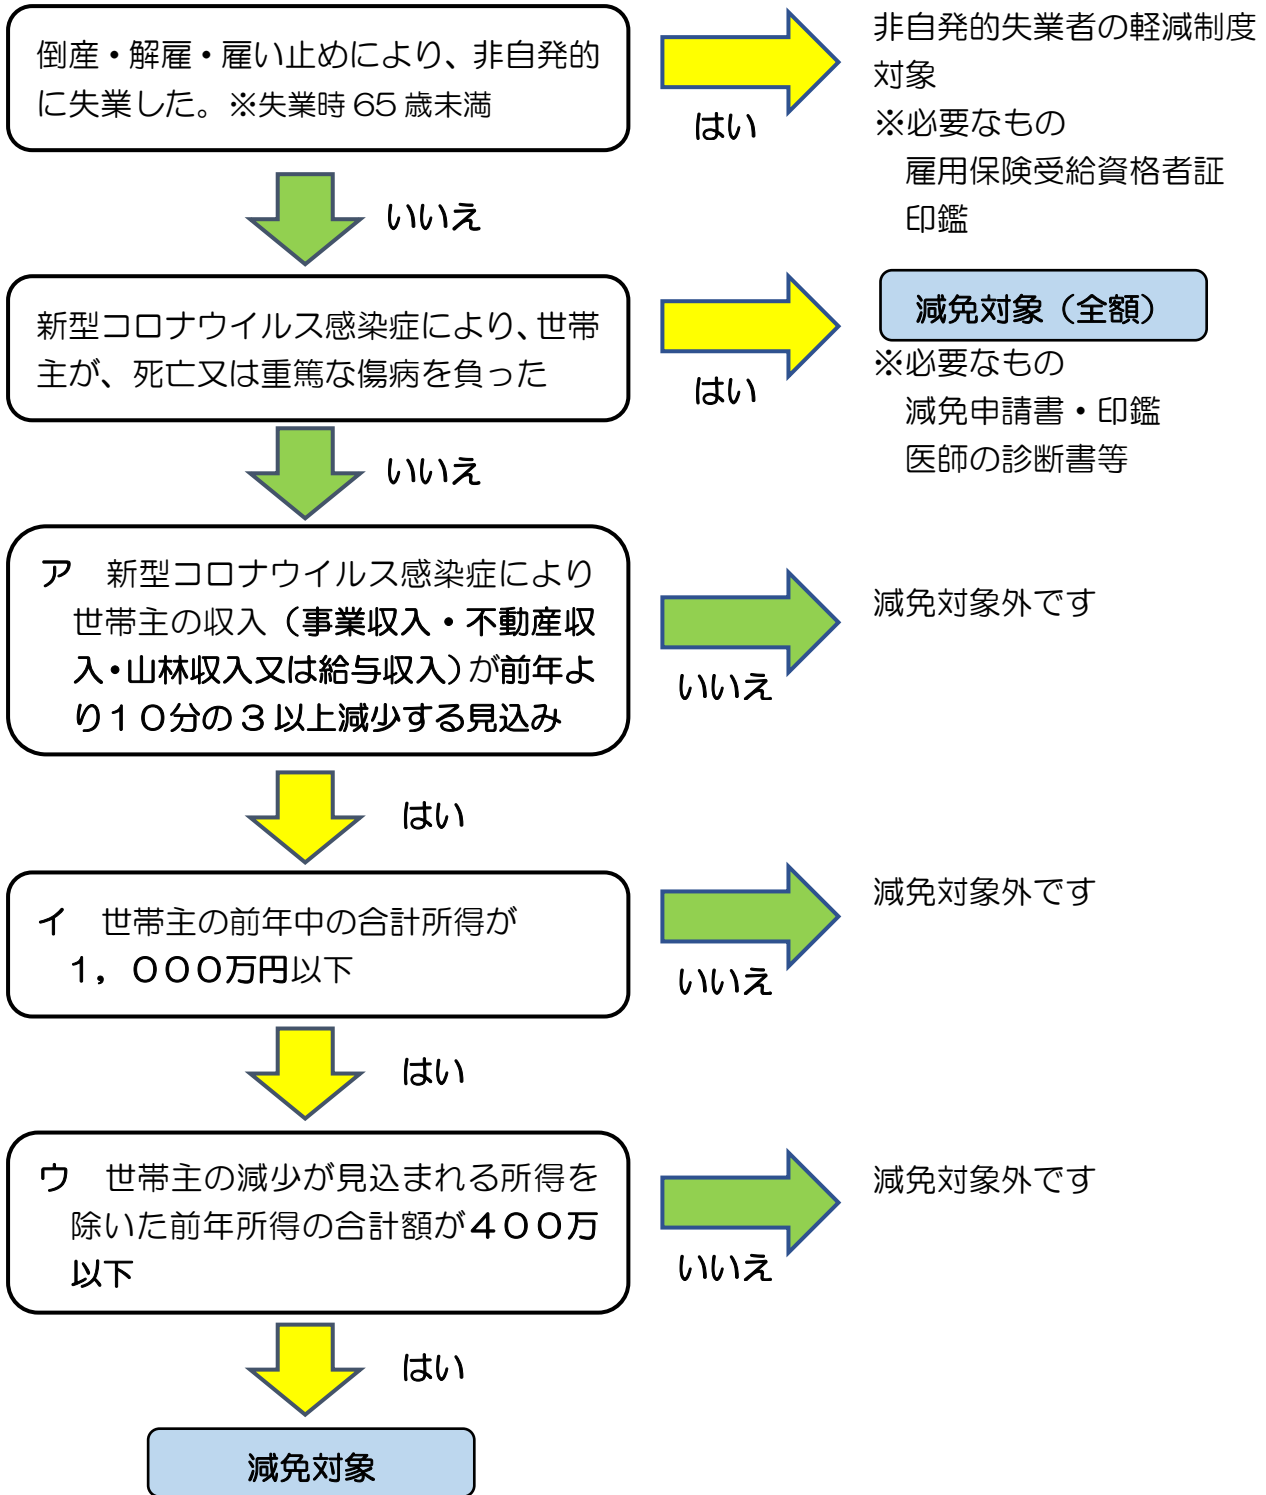 倒産・解雇・雇い止めにより、非自発的
に失業した。※失業時 65 歳未満
はい
非自発的失業者の軽減制度
対象
※必要なもの
雇用保険受給資格者証
印鑑
いいえ
新型コロナウイルス感染症により、世帯
主が、死亡又は重篤な傷病を負った
はい
減免対象（全額）
※必要なもの
減免申請書・印鑑
医師の診断書等
いいえ
ア　新型コロナウイルス感染症により
世帯主の収入（事業収入・不動産収
入・山林収入又は給与収入）が前年よ
り１０分の３以上減少する見込み
いいえ
減免対象外です
はい
イ　世帯主の前年中の合計所得が
１，０００万円以下
いいえ
減免対象外です
はい
ウ　世帯主の減少が見込まれる所得を
除いた前年所得の合計額が４００万
以下
いいえ
減免対象外です
はい
減免対象